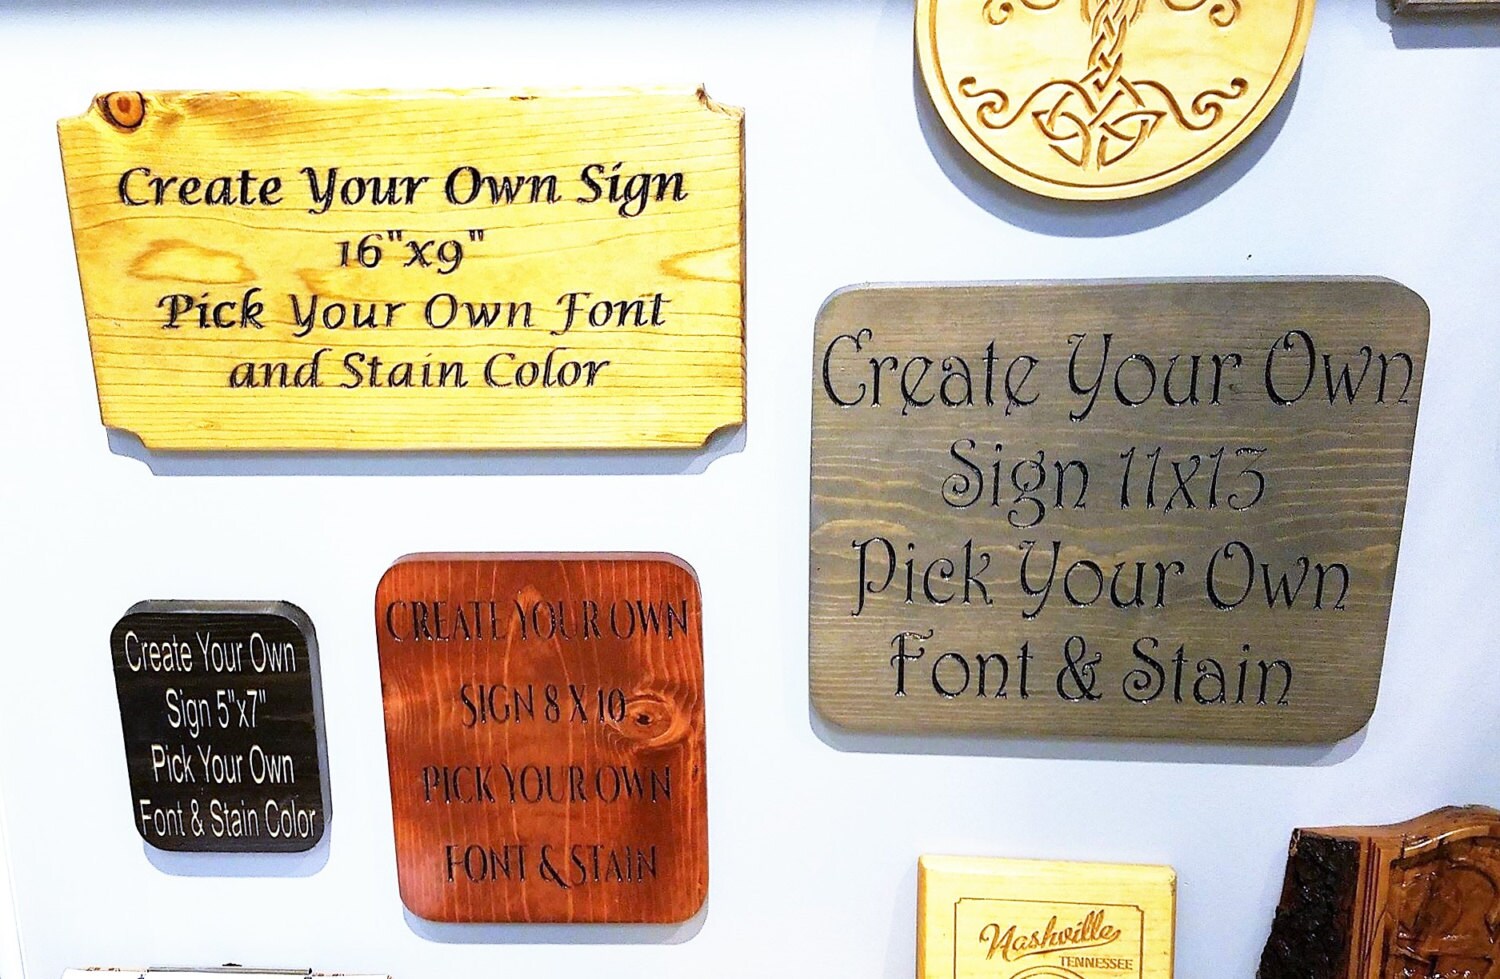 Create Your Own Sign
16"x9"
Pick Your Own Font
and Stain Color
Create Your Own
Sign 11x13
Pick Your Own
Font & Stain
Create Your Own
Sign 5"x7"
Pick Your Own
Font & Stain Color
CREATE YOUR OWN
SIGN 8 X 10
PICK YOUR OWN
FONT & STAIN
Nashville
TENNESSEE